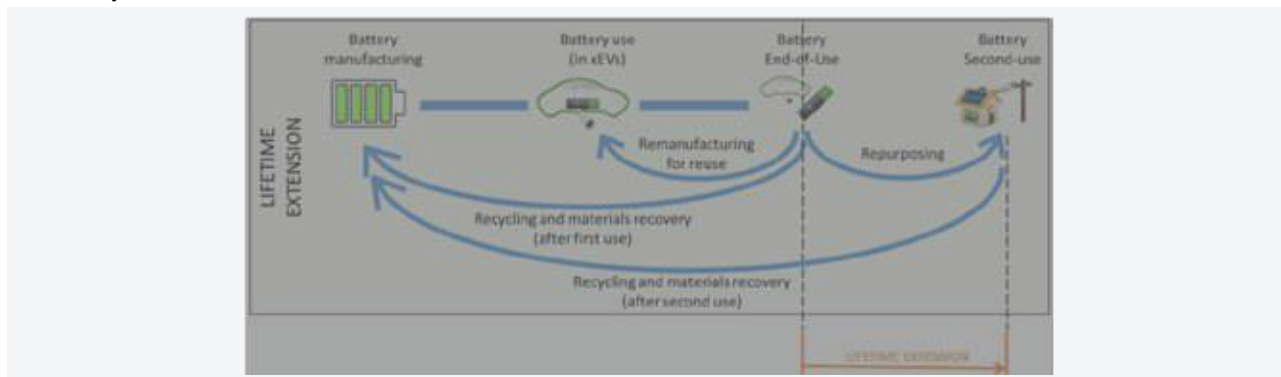 Battery
manufacturing
Battery use
(in xEVs)
Battery
End-of-Use
Battery
Second-use
LIFETIME
EXTENSION
Remanufacturing
for reuse
Repurposing
Recycling and materials recovery
(after first use)
Recycling and materials recovery
(after second use)
LIFETIME EXTENSION